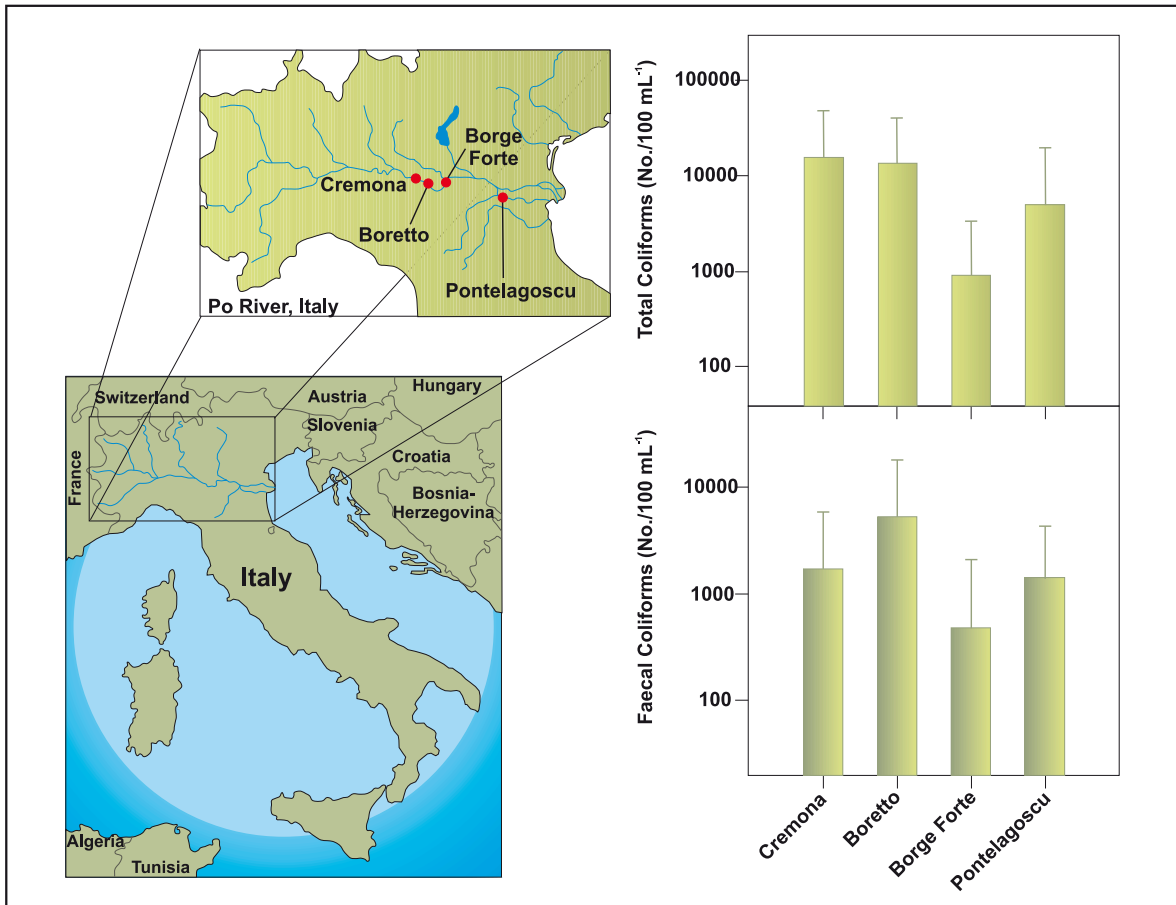 Borge
Forte
Cremona
Boretto
Pontelagoscu
Po River, Italy
Switzerland
Austria
Hungary
Slovenia
France
Croatia
Bosnia-
Herzegovina
Italy
Algeria
Tunisia
Total Coliforms (No./100 mL⁻¹)
100000
10000
1000
100
Faecal Coliforms (No./100 mL⁻¹)
10000
1000
100
Cremona
Boretto
Borge Forte
Pontelagoscu